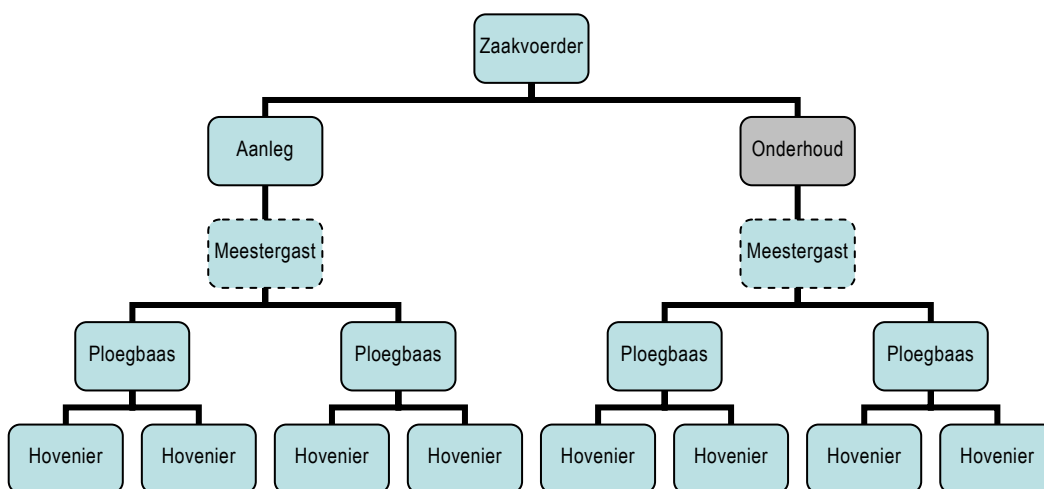 Zaakvoerder
Aanleg
Onderhoud
Meestergast
Meestergast
Ploegbaas
Ploegbaas
Ploegbaas
Ploegbaas
Hovenier
Hovenier
Hovenier
Hovenier
Hovenier
Hovenier
Hovenier
Hovenier